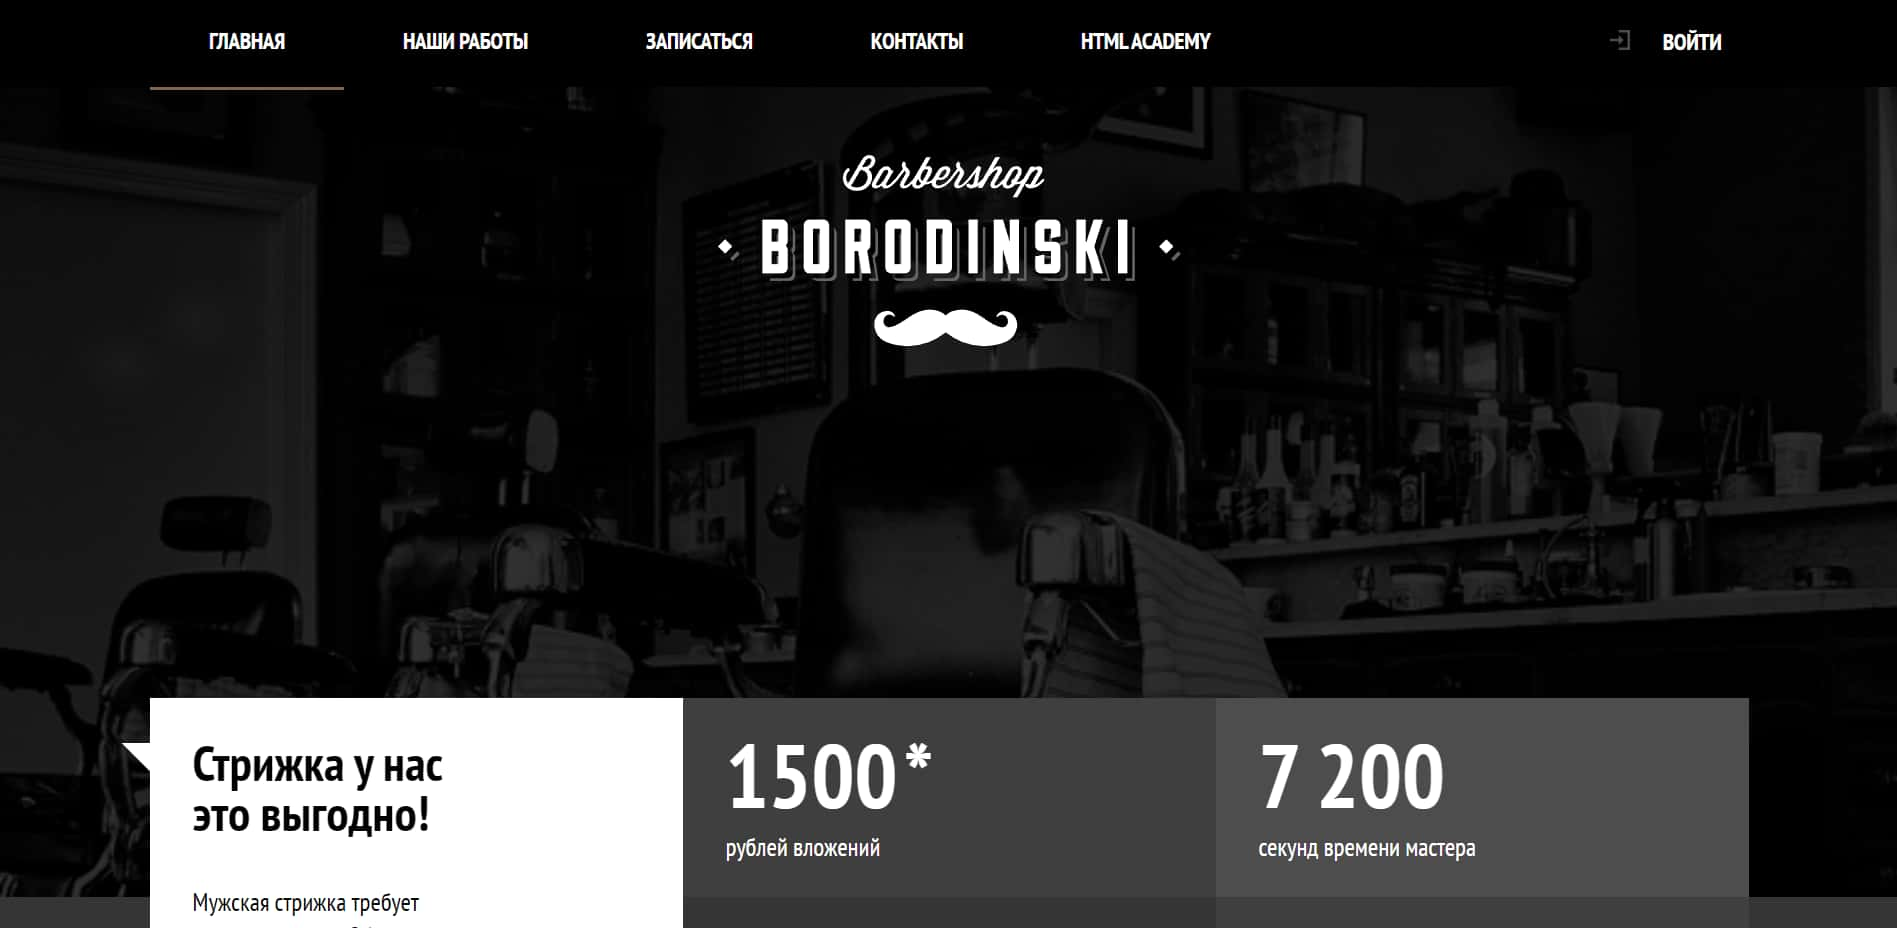 ГЛАВНАЯ НАШИ РАБОТЫ ЗАПИСАТЬСЯ КОНТАКТЫ HTML ACADEMY ВОЙТИ
Barbershop
BORODINSKI
Стрижка у нас
это выгодно!
Мужская стрижка требует
1500*
рублей вложений
7 200
секунд времени мастера